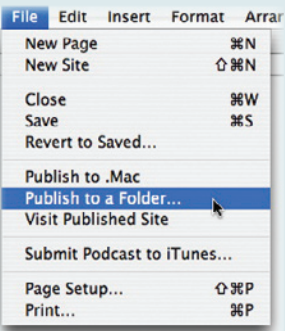 File Edit Insert Format Arrar
New Page ⌘N
New Site ⇧⌘N
Close ⌘W
Save ⌘S
Revert to Saved...
Publish to .Mac
Publish to a Folder...
Visit Published Site
Submit Podcast to iTunes...
Page Setup... ⇧⌘P
Print... ⌘P